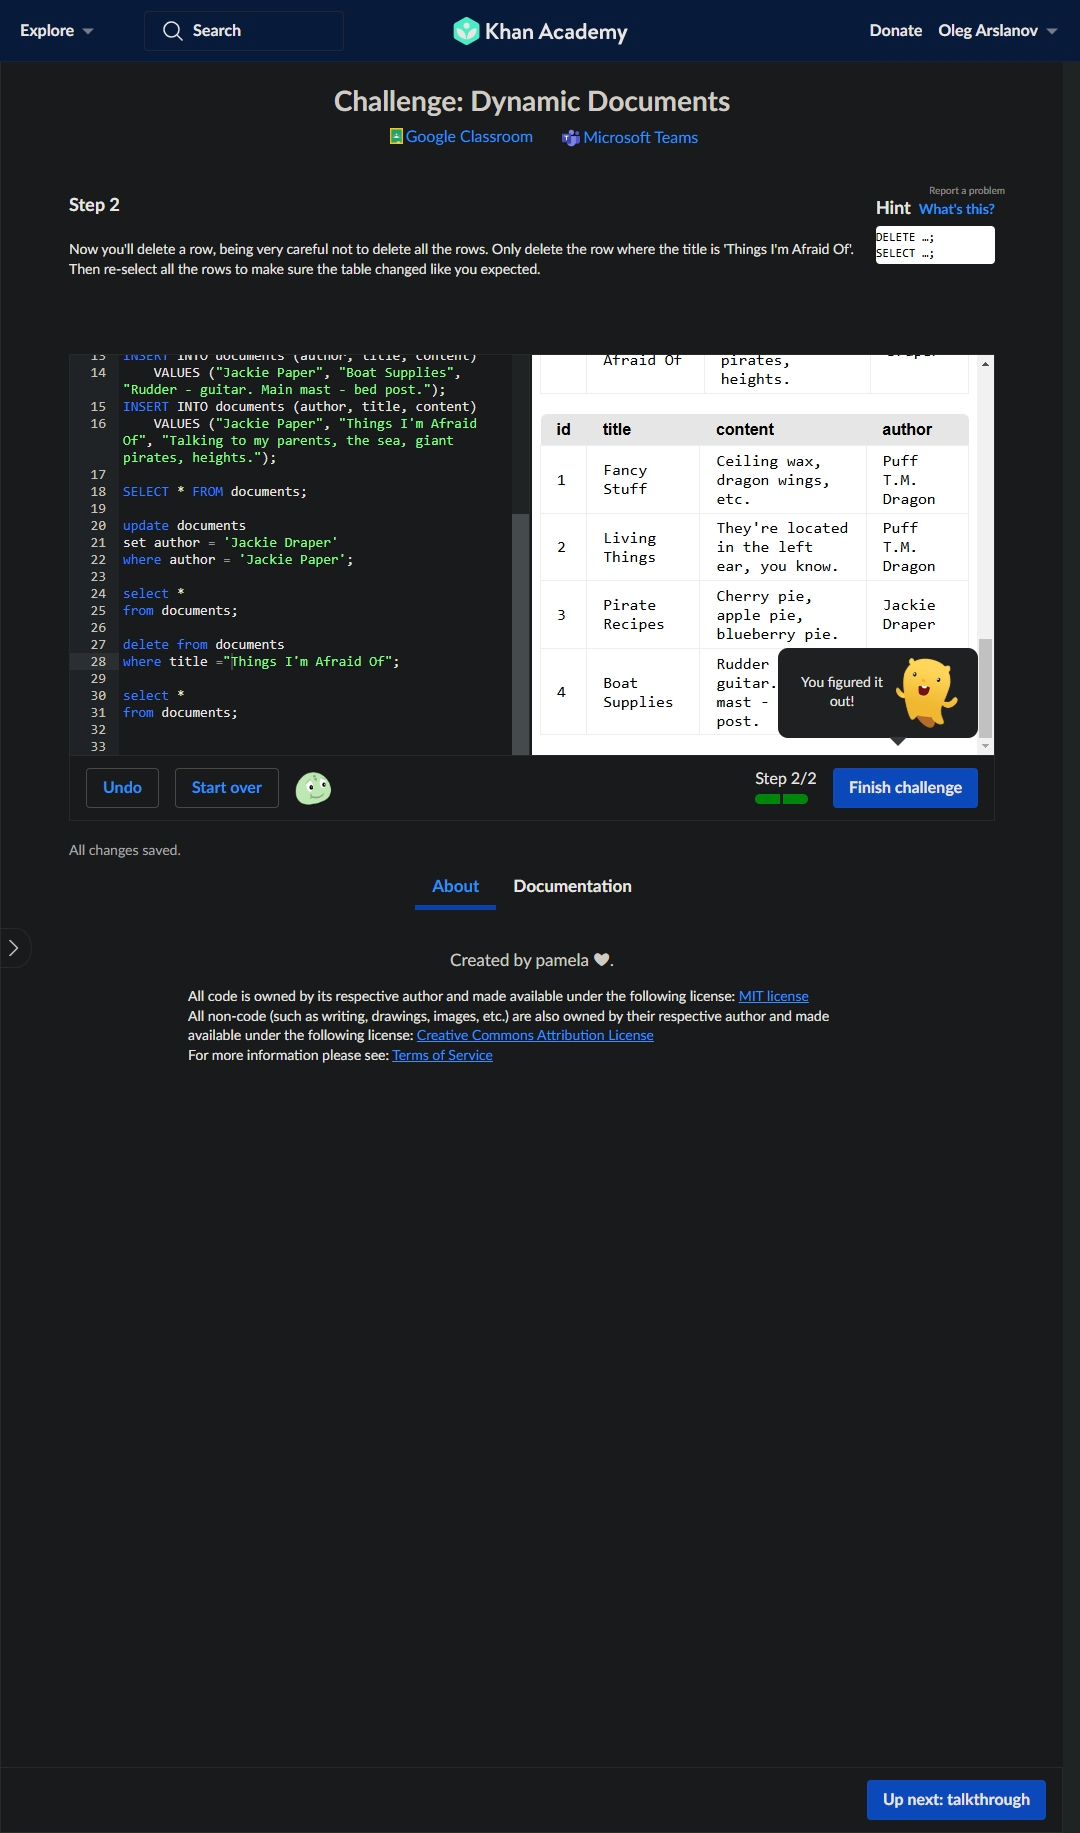 Explore
Search
Khan Academy
Donate
Oleg Arslanov
Challenge: Dynamic Documents
Google Classroom
Microsoft Teams
Report a problem
Step 2
Hint What's this?
Now you'll delete a row, being very careful not to delete all the rows. Only delete the row where the title is 'Things I'm Afraid Of'.
Then re-select all the rows to make sure the table changed like you expected.
DELETE …;
SELECT …;
13 INSERT INTO documents (author, title, content)
14 VALUES ("Jackie Paper", "Boat Supplies",
"Rudder - guitar. Main mast - bed post.");
15 INSERT INTO documents (author, title, content)
16 VALUES ("Jackie Paper", "Things I'm Afraid
Of", "Talking to my parents, the sea, giant
pirates, heights.");
17
18 SELECT * FROM documents;
19
20 update documents
21 set author = 'Jackie Draper'
22 where author = 'Jackie Paper';
23
24 select *
25 from documents;
26
27 delete from documents
28 where title ="Things I'm Afraid Of";
29
30 select *
31 from documents;
32
33
Afraid Of
pirates,
heights.
Draper
id title content author
1
Fancy
Stuff
Ceiling wax,
dragon wings,
etc.
Puff
T.M.
Dragon
2
Living
Things
They're located
in the left
ear, you know.
Puff
T.M.
Dragon
3
Pirate
Recipes
Cherry pie,
apple pie,
blueberry pie.
Jackie
Draper
4
Boat
Supplies
Rudder
guitar.
mast -
post.
You figured it
out!
Undo
Start over
Step 2/2
Finish challenge
All changes saved.
About
Documentation
Created by pamela ♥.
All code is owned by its respective author and made available under the following license: MIT license
All non-code (such as writing, drawings, images, etc.) are also owned by their respective author and made
available under the following license: Creative Commons Attribution License
For more information please see: Terms of Service
Up next: talkthrough